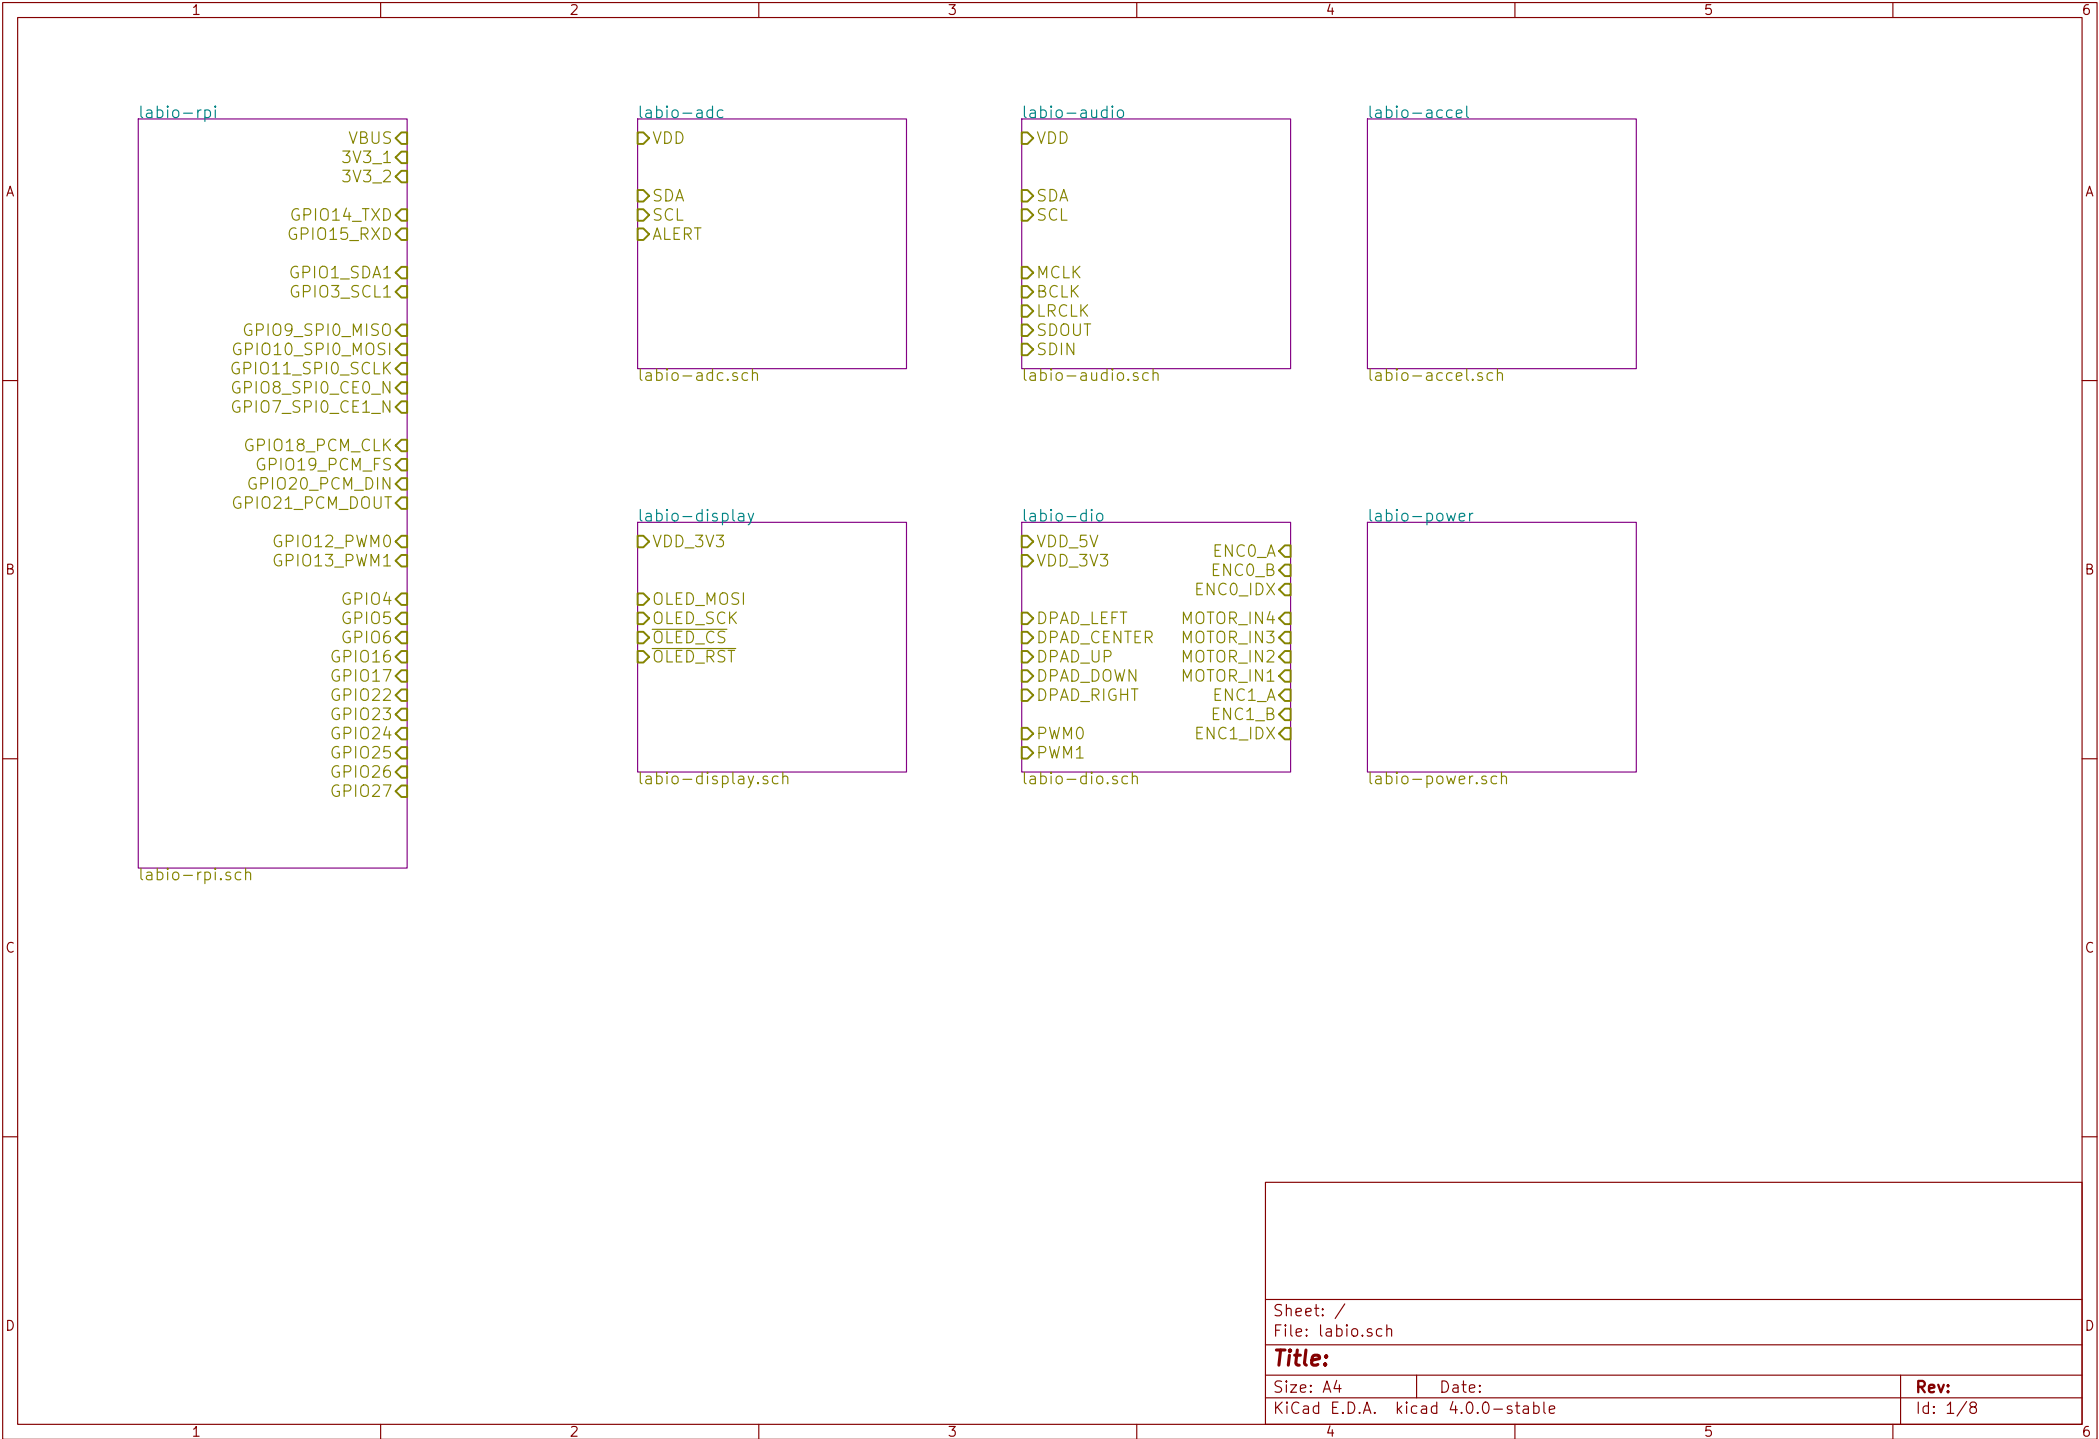 1 2 3 4 5 6
A
B
C
D
labio-rpi
VBUS
3V3_1
3V3_2
GPIO14_TXD
GPIO15_RXD
GPIO1_SDA1
GPIO3_SCL1
GPIO9_SPI0_MISO
GPIO10_SPI0_MOSI
GPIO11_SPI0_SCLK
GPIO8_SPI0_CE0_N
GPIO7_SPI0_CE1_N
GPIO18_PCM_CLK
GPIO19_PCM_FS
GPIO20_PCM_DIN
GPIO21_PCM_DOUT
GPIO12_PWM0
GPIO13_PWM1
GPIO4
GPIO5
GPIO6
GPIO16
GPIO17
GPIO22
GPIO23
GPIO24
GPIO25
GPIO26
GPIO27
labio-rpi.sch
labio-adc
VDD
SDA
SCL
ALERT
labio-adc.sch
labio-audio
VDD
SDA
SCL
MCLK
BCLK
LRCLK
SDOUT
SDIN
labio-audio.sch
labio-accel
labio-accel.sch
labio-display
VDD_3V3
OLED_MOSI
OLED_SCK
OLED_CS
OLED_RST
labio-display.sch
labio-dio
VDD_5V
VDD_3V3
DPAD_LEFT
DPAD_CENTER
DPAD_UP
DPAD_DOWN
DPAD_RIGHT
PWM0
PWM1
ENC0_A
ENC0_B
ENC0_IDX
MOTOR_IN4
MOTOR_IN3
MOTOR_IN2
MOTOR_IN1
ENC1_A
ENC1_B
ENC1_IDX
labio-dio.sch
labio-power
labio-power.sch
A
B
C
D
Sheet: /
File: labio.sch
Title:
Size: A4 Date: Rev:
KiCad E.D.A. kicad 4.0.0-stable Id: 1/8
1 2 3 4 5 6